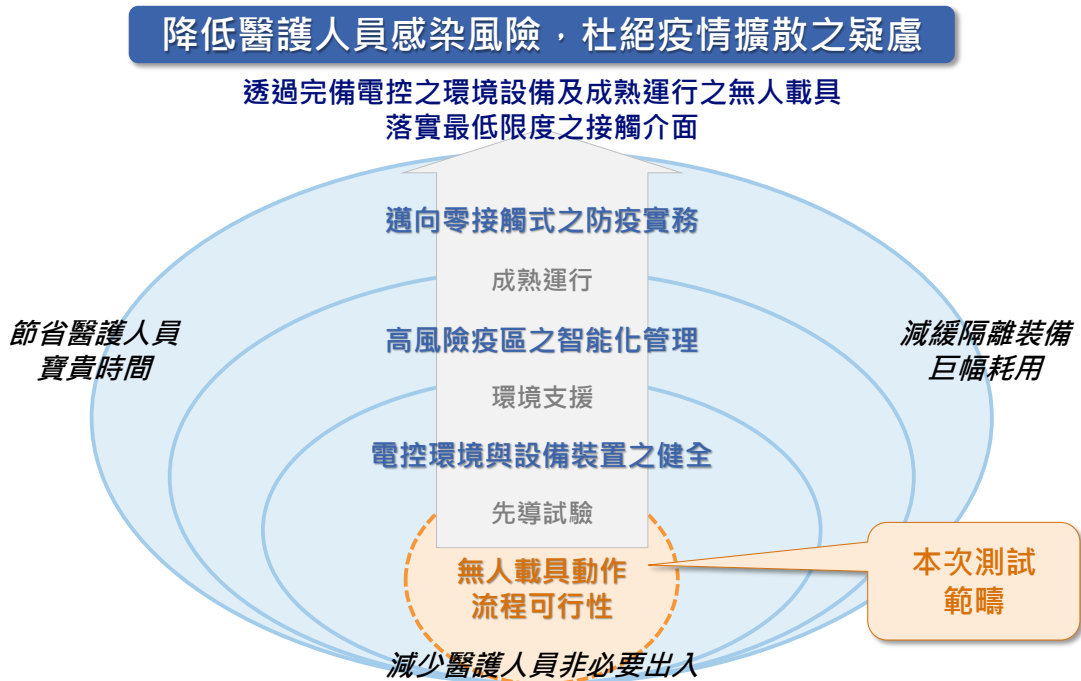 降低醫護人員感染風險，杜絕疫情擴散之疑慮
透過完備電控之環境設備及成熟運行之無人載具
落實最低限度之接觸介面
邁向零接觸式之防疫實務
成熟運行
節省醫護人員
寶貴時間
高風險疫區之智能化管理
減緩隔離裝備
巨幅耗用
環境支援
電控環境與設備裝置之健全
先導試驗
無人載具動作
流程可行性
本次測試
範疇
減少醫護人員非必要出入